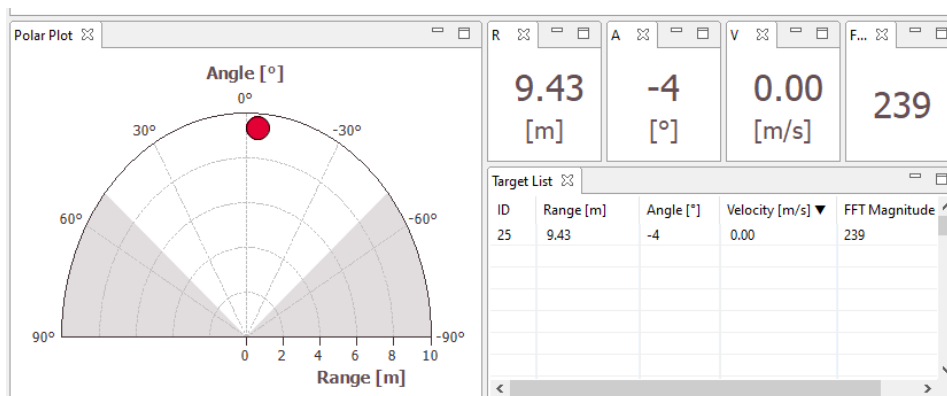 Polar Plot
Angle [°]
0°
30°
-30°
60°
-60°
90°
-90°
0 2 4 6 8 10
Range [m]
R
9.43
[m]
A
-4
[°]
V
0.00
[m/s]
F...
239
Target List
ID Range [m] Angle [°] Velocity [m/s] ▼ FFT Magnitude
25 9.43 -4 0.00 239